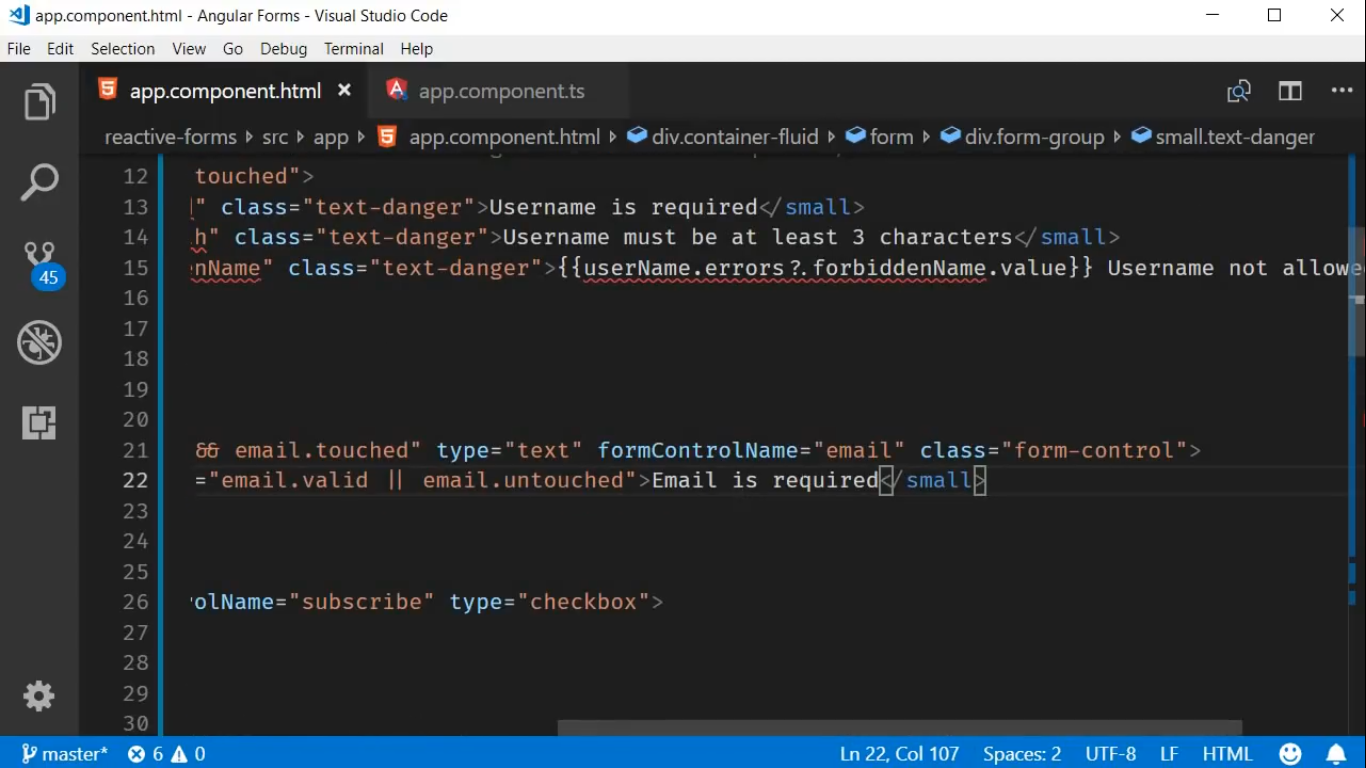 app.component.html - Angular Forms - Visual Studio Code
File Edit Selection View Go Debug Terminal Help
app.component.html app.component.ts
reactive-forms src app app.component.html div.container-fluid form div.form-group small.text-danger
12 touched">
13 " class="text-danger">Username is required</small>
14 h" class="text-danger">Username must be at least 3 characters</small>
15 enName" class="text-danger">{{userName.errors?.forbiddenName.value}} Username not allowe
16
17
18
19
20
21 && email.touched" type="text" formControlName="email" class="form-control">
22 ="email.valid || email.untouched">Email is required</small>
23
24
25
26 olName="subscribe" type="checkbox">
27
28
29
30
45
master* 6 0 Ln 22, Col 107 Spaces: 2 UTF-8 LF HTML